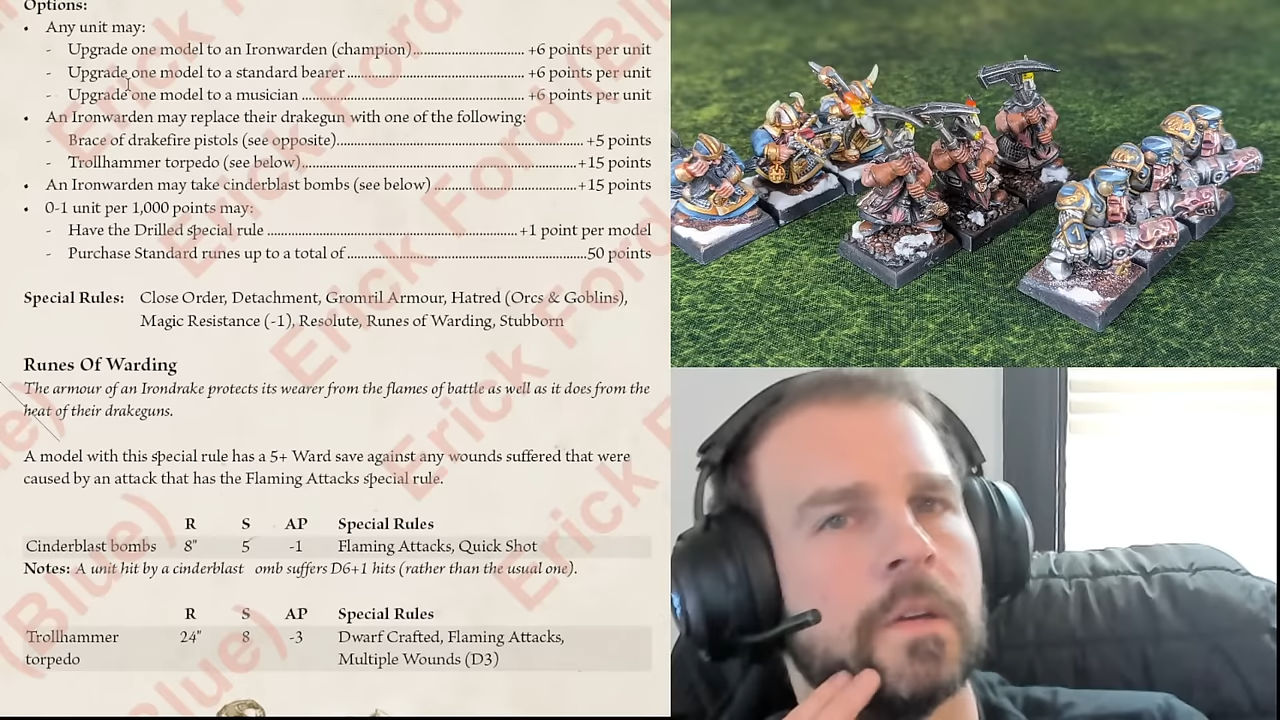 Options:
• Any unit may:
- Upgrade one model to an Ironwarden (champion)............................... +6 points per unit
- Upgrade one model to a standard bearer.................................................. +6 points per unit
- Upgrade one model to a musician .............................................................. +6 points per unit
• An Ironwarden may replace their drakegun with one of the following:
- Brace of drakefire pistols (see opposite)..................................................................... +5 points
- Trollhammer torpedo (see below)............................................................................+15 points
• An Ironwarden may take cinderblast bombs (see below) .......................................+15 points
• 0-1 unit per 1,000 points may:
- Have the Drilled special rule ......................................................................+1 point per model
- Purchase Standard runes up to a total of....................................................................50 points
Special Rules: Close Order, Detachment, Gromril Armour, Hatred (Orcs & Goblins),
Magic Resistance (-1), Resolute, Runes of Warding, Stubborn
Runes Of Warding
The armour of an Irondrake protects its wearer from the flames of battle as well as it does from the
heat of their drakeguns.
A model with this special rule has a 5+ Ward save against any wounds suffered that were
caused by an attack that has the Flaming Attacks special rule.
R S AP Special Rules
Cinderblast bombs 8" 5 -1 Flaming Attacks, Quick Shot
Notes: A unit hit by a cinderblast omb suffers D6+1 hits (rather than the usual one).
R S AP Special Rules
Trollhammer 24" 8 -3 Dwarf Crafted, Flaming Attacks,
torpedo Multiple Wounds (D3)
Erick Ford (Blue)